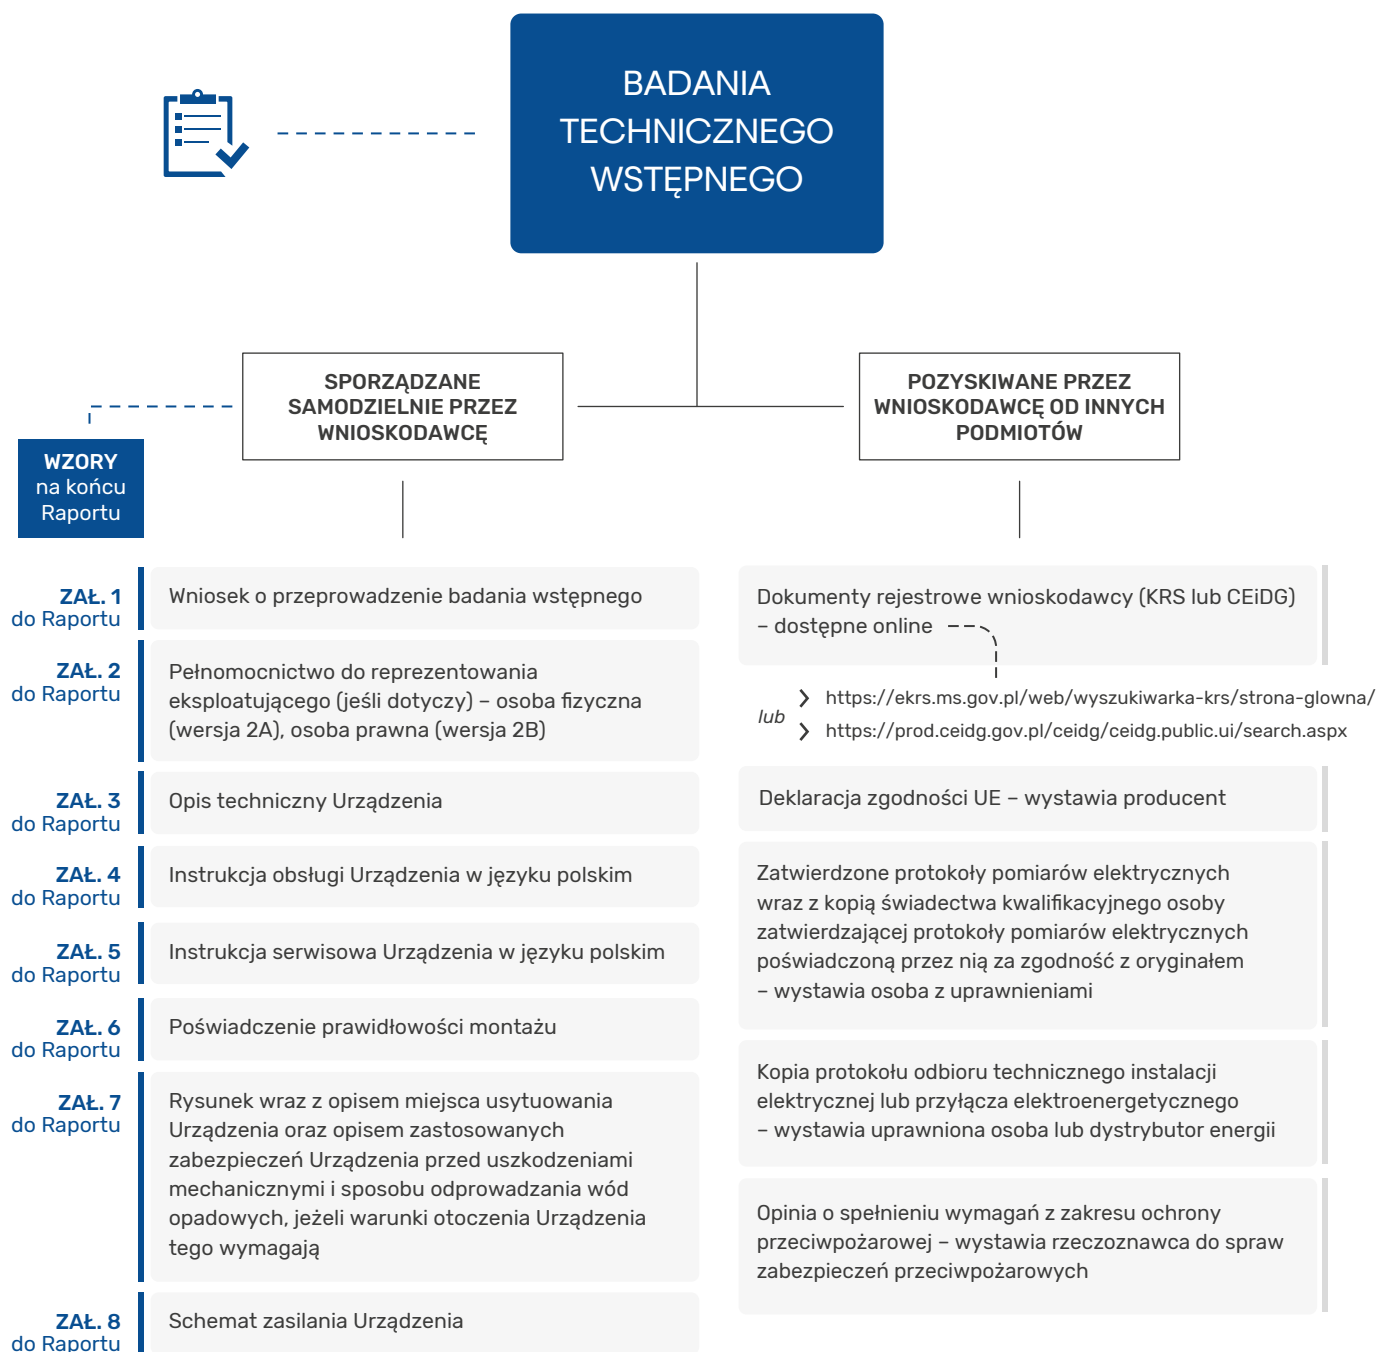 BADANIA
TECHNICZNEGO
WSTĘPNEGO
SPORZĄDZANE
SAMODZIELNIE PRZEZ
WNIOSKODAWCĘ
POZYSKIWANE PRZEZ
WNIOSKODAWCĘ OD INNYCH
PODMIOTÓW
WZORY
na końcu
Raportu
ZAŁ. 1
do Raportu
Wniosek o przeprowadzenie badania wstępnego
ZAŁ. 2
do Raportu
Pełnomocnictwo do reprezentowania
eksploatującego (jeśli dotyczy) – osoba fizyczna
(wersja 2A), osoba prawna (wersja 2B)
ZAŁ. 3
do Raportu
Opis techniczny Urządzenia
ZAŁ. 4
do Raportu
Instrukcja obsługi Urządzenia w języku polskim
ZAŁ. 5
do Raportu
Instrukcja serwisowa Urządzenia w języku polskim
ZAŁ. 6
do Raportu
Poświadczenie prawidłowości montażu
ZAŁ. 7
do Raportu
Rysunek wraz z opisem miejsca usytuowania
Urządzenia oraz opisem zastosowanych
zabezpieczeń Urządzenia przed uszkodzeniami
mechanicznymi i sposobu odprowadzania wód
opadowych, jeżeli warunki otoczenia Urządzenia
tego wymagają
ZAŁ. 8
do Raportu
Schemat zasilania Urządzenia
Dokumenty rejestrowe wnioskodawcy (KRS lub CEiDG)
– dostępne online
https://ekrs.ms.gov.pl/web/wyszukiwarka-krs/strona-glowna/
lub
https://prod.ceidg.gov.pl/ceidg/ceidg.public.ui/search.aspx
Deklaracja zgodności UE – wystawia producent
Zatwierdzone protokoły pomiarów elektrycznych
wraz z kopią świadectwa kwalifikacyjnego osoby
zatwierdzającej protokoły pomiarów elektrycznych
poświadczoną przez nią za zgodność z oryginałem
– wystawia osoba z uprawnieniami
Kopia protokołu odbioru technicznego instalacji
elektrycznej lub przyłącza elektroenergetycznego
– wystawia uprawniona osoba lub dystrybutor energii
Opinia o spełnieniu wymagań z zakresu ochrony
przeciwpożarowej – wystawia rzeczoznawca do spraw
zabezpieczeń przeciwpożarowych